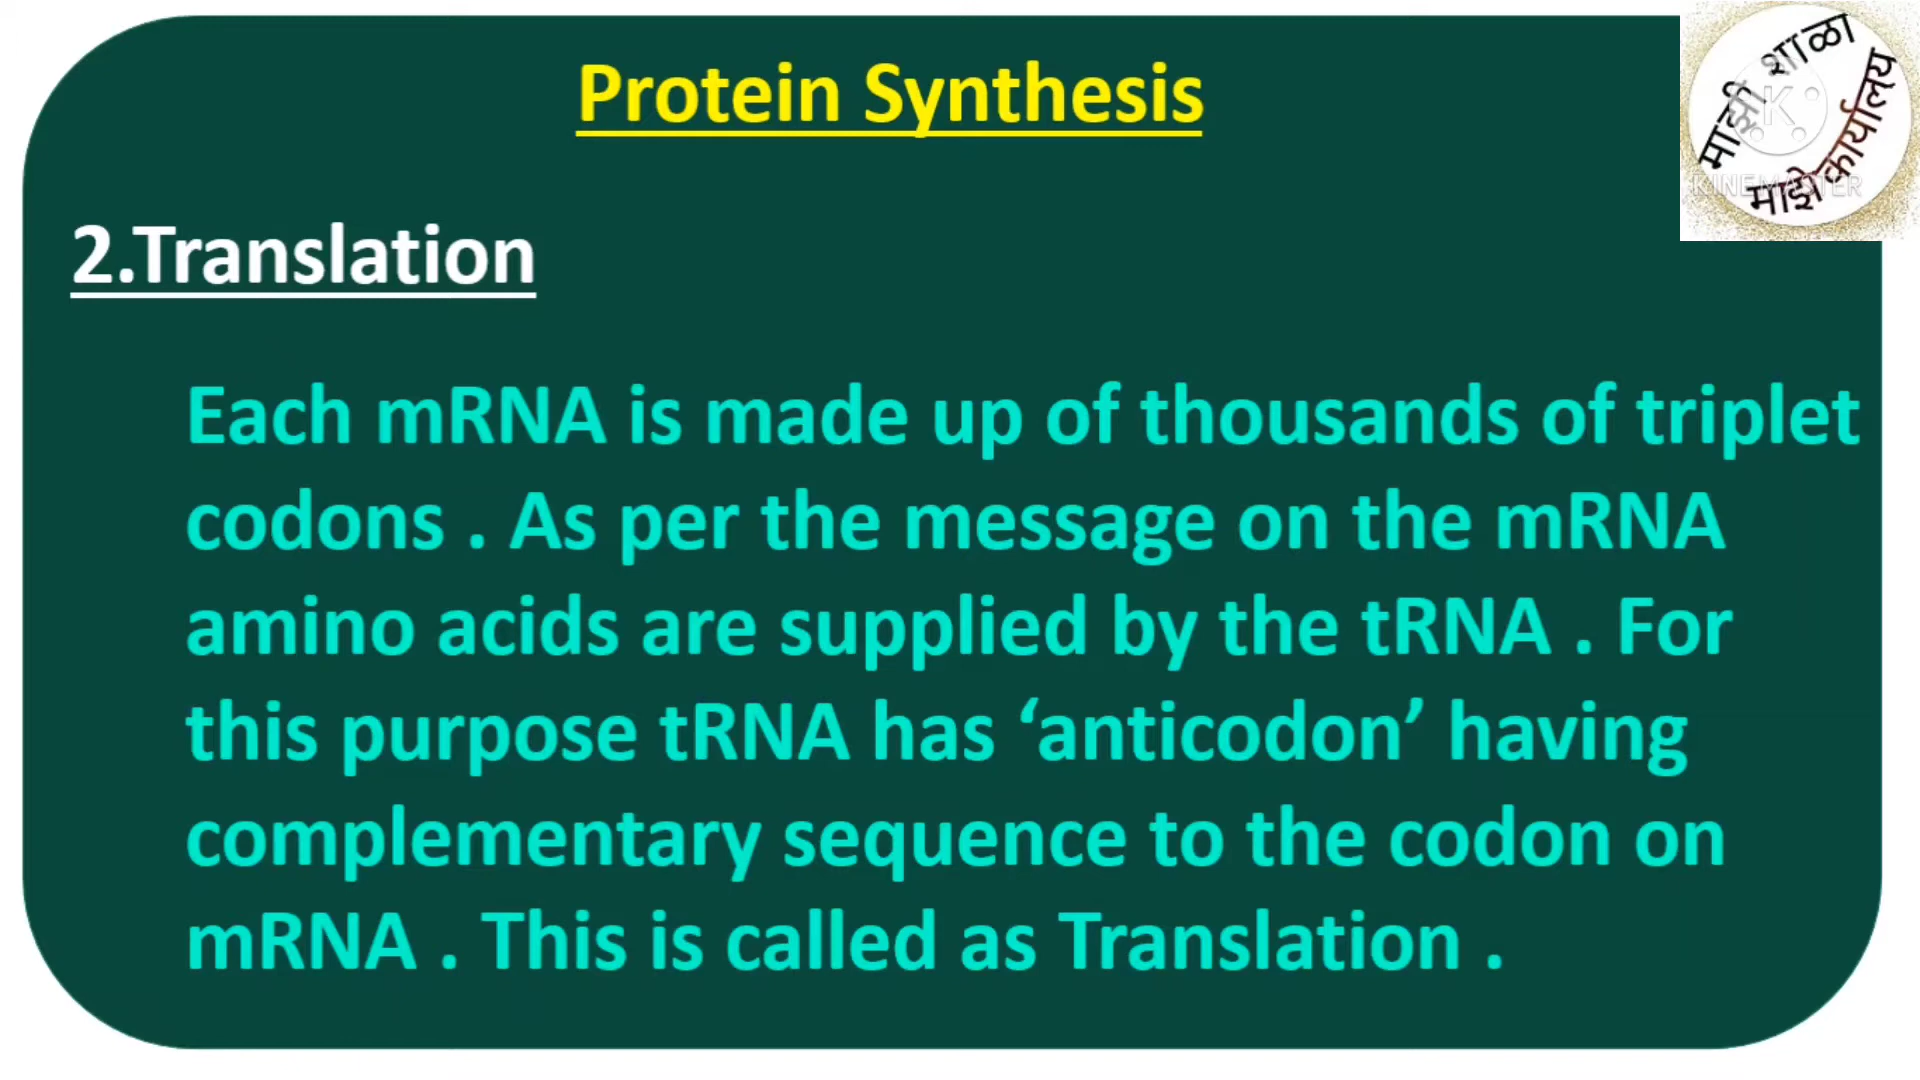 Protein Synthesis
माझी शाळा
माझे कार्यालय
K
KINEMASTER
2.Translation
Each mRNA is made up of thousands of triplet
codons . As per the message on the mRNA
amino acids are supplied by the tRNA . For
this purpose tRNA has ‘anticodon’ having
complementary sequence to the codon on
mRNA . This is called as Translation .